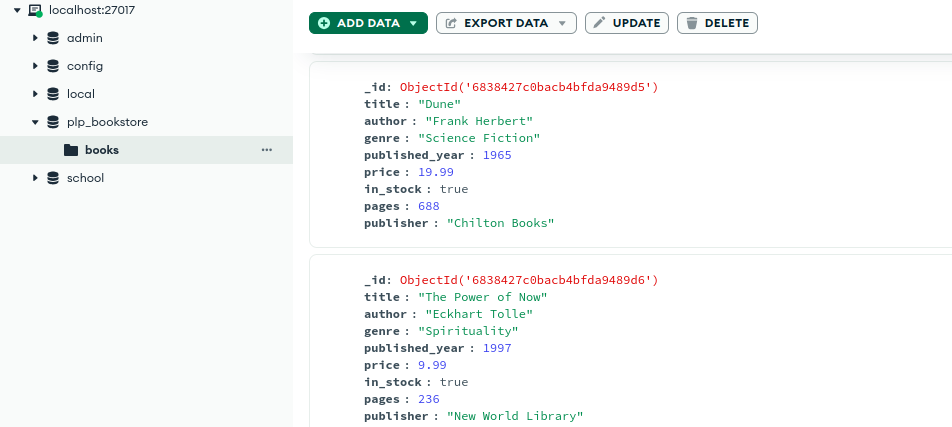 localhost:27017
admin
config
local
plp_bookstore
books ...
school
ADD DATA
EXPORT DATA
UPDATE
DELETE
_id: ObjectId('6838427c0bacb4bfda9489d5')
title : "Dune"
author : "Frank Herbert"
genre : "Science Fiction"
published_year : 1965
price : 19.99
in_stock : true
pages : 688
publisher : "Chilton Books"
_id: ObjectId('6838427c0bacb4bfda9489d6')
title : "The Power of Now"
author : "Eckhart Tolle"
genre : "Spirituality"
published_year : 1997
price : 9.99
in_stock : true
pages : 236
publisher : "New World Library"